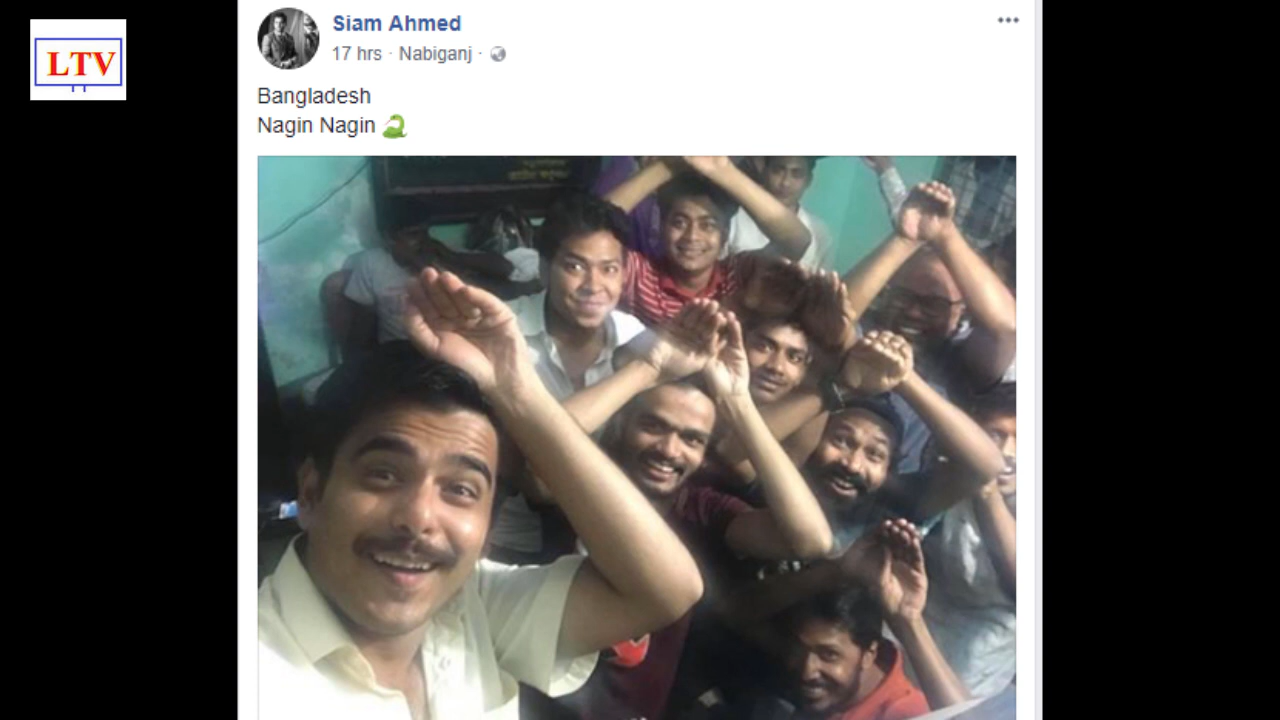 LTV
Siam Ahmed
17 hrs · Nabiganj ·
Bangladesh
Nagin Nagin